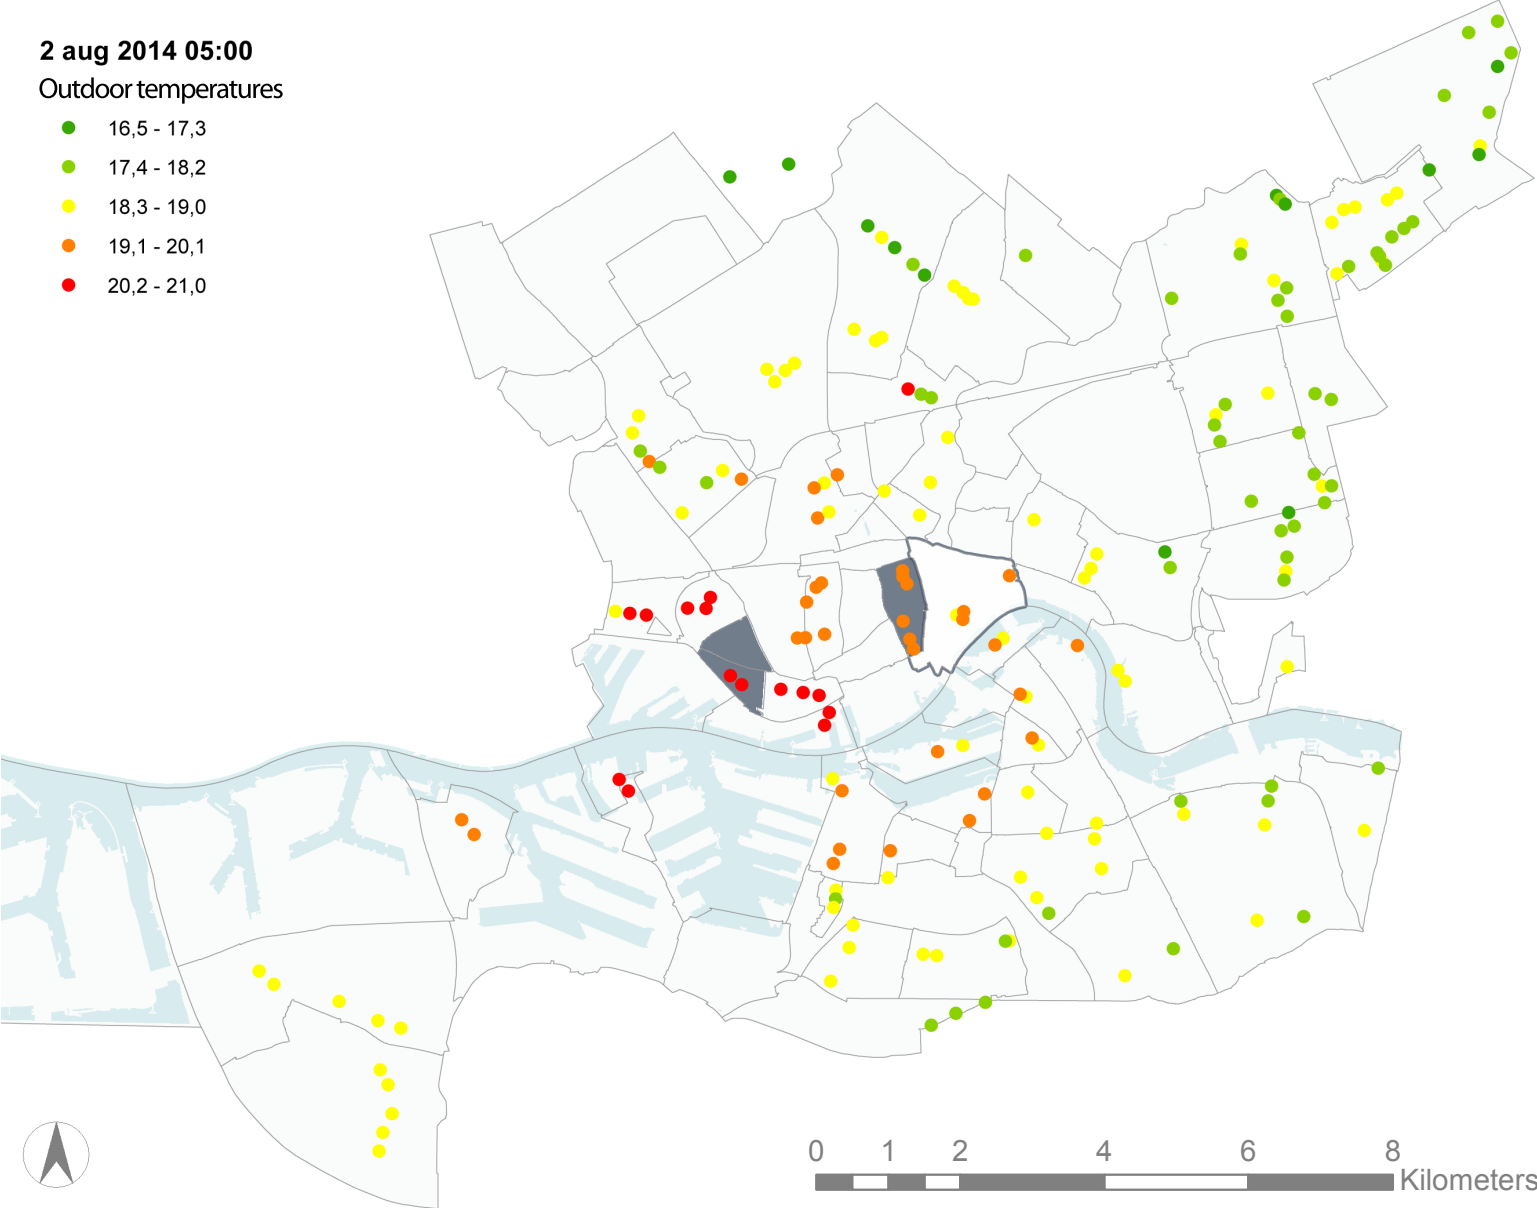 2 aug 2014 05:00
Outdoor temperatures
16,5 - 17,3
17,4 - 18,2
18,3 - 19,0
19,1 - 20,1
20,2 - 21,0
0 1 2 4 6 8
Kilometers